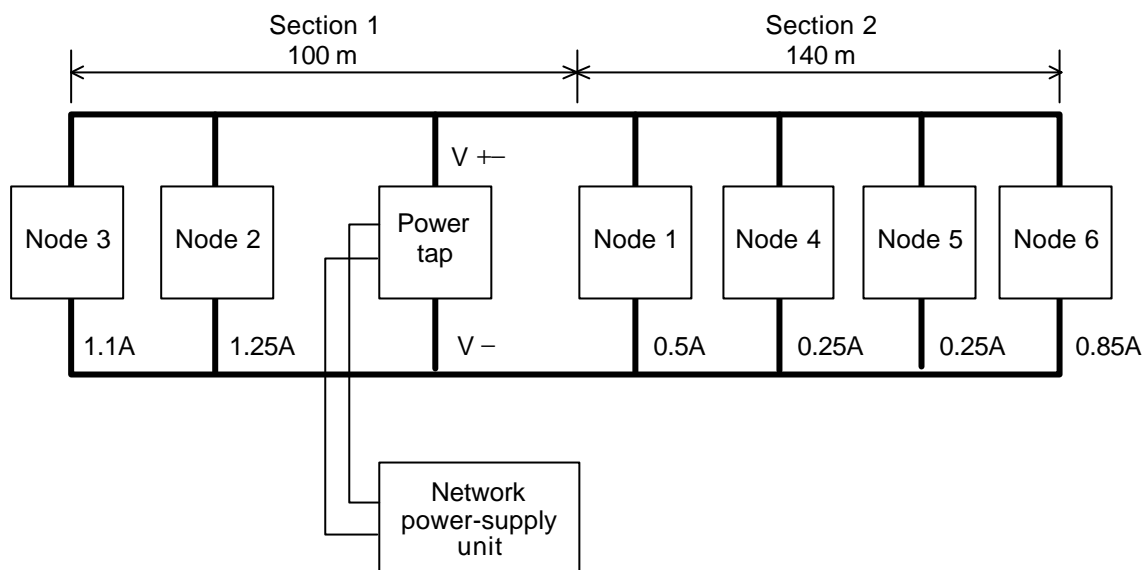 Section 1
100 m
Section 2
140 m
V +−
Node 3
Node 2
Power
tap
Node 1
Node 4
Node 5
Node 6
1.1A
1.25A
V −
0.5A
0.25A
0.25A
0.85A
Network
power-supply
unit